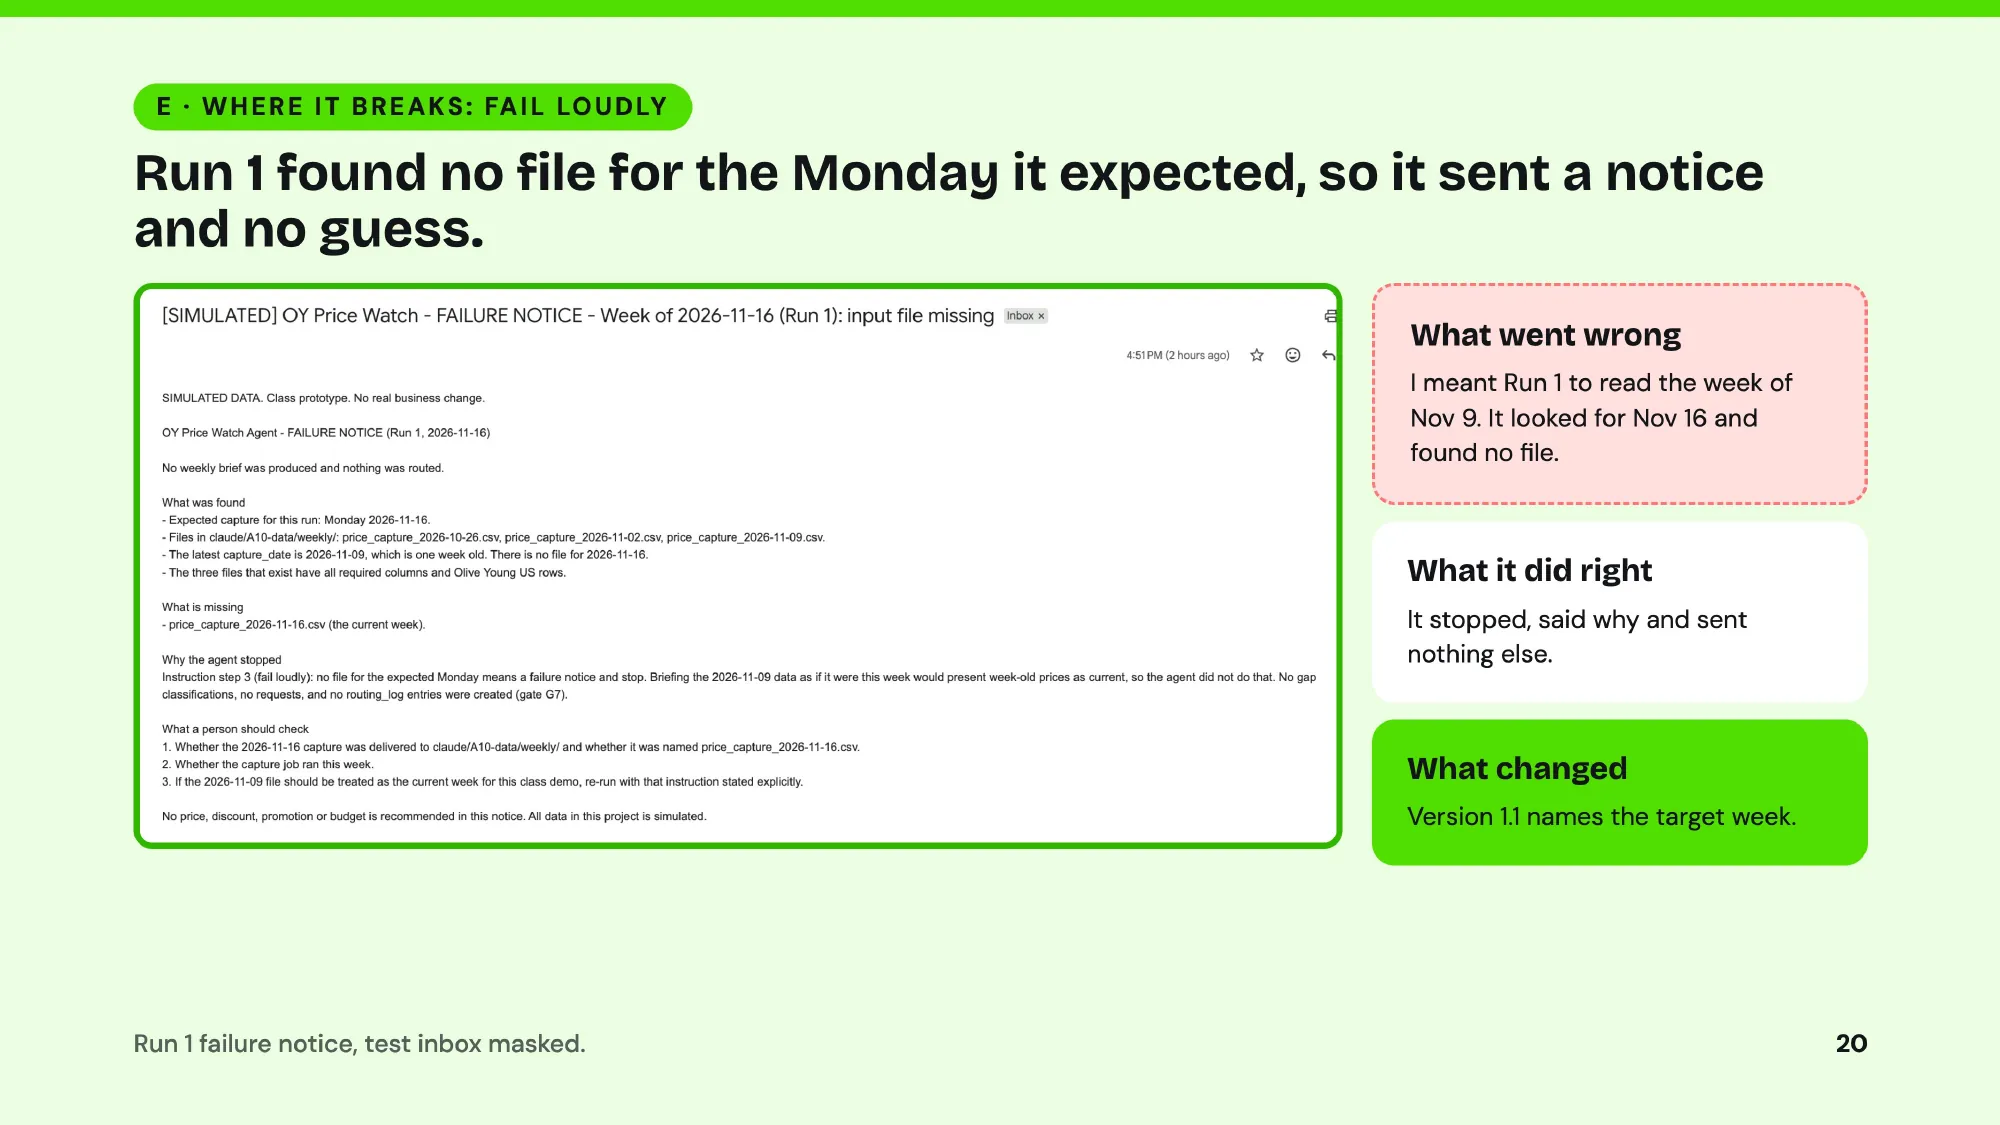 E · WHERE IT BREAKS: FAIL LOUDLY
Run 1 found no file for the Monday it expected, so it sent a notice
and no guess.
[SIMULATED] OY Price Watch - FAILURE NOTICE - Week of 2026-11-16 (Run 1): input file missing Inbox ×
4:51 PM (2 hours ago)
SIMULATED DATA. Class prototype. No real business change.
OY Price Watch Agent - FAILURE NOTICE (Run 1, 2026-11-16)
No weekly brief was produced and nothing was routed.
What was found
- Expected capture for this run: Monday 2026-11-16.
- Files in claude/A10-data/weekly/: price_capture_2026-10-26.csv, price_capture_2026-11-02.csv, price_capture_2026-11-09.csv.
- The latest capture_date is 2026-11-09, which is one week old. There is no file for 2026-11-16.
- The three files that exist have all required columns and Olive Young US rows.
What is missing
- price_capture_2026-11-16.csv (the current week).
Why the agent stopped
Instruction step 3 (fail loudly): no file for the expected Monday means a failure notice and stop. Briefing the 2026-11-09 data as if it were this week would present week-old prices as current, so the agent did not do that. No gap
classifications, no requests, and no routing_log entries were created (gate G7).
What a person should check
1. Whether the 2026-11-16 capture was delivered to claude/A10-data/weekly/ and whether it was named price_capture_2026-11-16.csv.
2. Whether the capture job ran this week.
3. If the 2026-11-09 file should be treated as the current week for this class demo, re-run with that instruction stated explicitly.
No price, discount, promotion or budget is recommended in this notice. All data in this project is simulated.
What went wrong
I meant Run 1 to read the week of
Nov 9. It looked for Nov 16 and
found no file.
What it did right
It stopped, said why and sent
nothing else.
What changed
Version 1.1 names the target week.
Run 1 failure notice, test inbox masked.
20